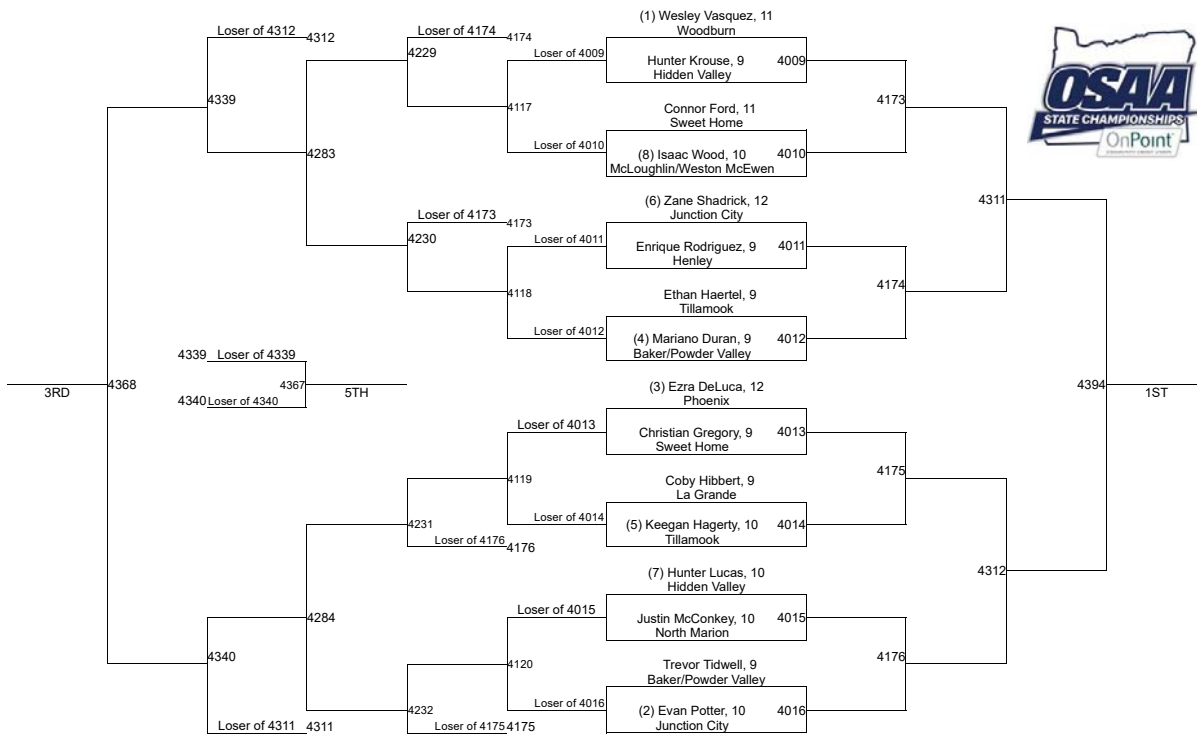 (1) Wesley Vasquez, 11
Woodburn
Loser of 4312 4312
Loser of 4174 4174
4229
Loser of 4009
Hunter Krouse, 9 4009
Hidden Valley
4339
4117
Connor Ford, 11
Sweet Home
4173
OSAA
STATE CHAMPIONSHIPS
OnPoint
4283
Loser of 4010
(8) Isaac Wood, 10 4010
McLoughlin/Weston McEwen
(6) Zane Shadrick, 12
Junction City
4311
Loser of 4173 4173
4230
Loser of 4011
Enrique Rodriguez, 9 4011
Henley
4118
Ethan Haertel, 9
Tillamook
4174
Loser of 4012
(4) Mariano Duran, 9 4012
Baker/Powder Valley
4339 Loser of 4339
3RD
4368
4367
5TH
4340 Loser of 4340
(3) Ezra DeLuca, 12
Phoenix
4394
1ST
Loser of 4013
Christian Gregory, 9 4013
Sweet Home
4119
Coby Hibbert, 9
La Grande
4175
4231
Loser of 4014
(5) Keegan Hagerty, 10 4014
Tillamook
Loser of 4176 4176
(7) Hunter Lucas, 10
Hidden Valley
4312
4284
Loser of 4015
Justin McConkey, 10 4015
North Marion
4340
4120
Trevor Tidwell, 9
Baker/Powder Valley
4176
4232
Loser of 4016
(2) Evan Potter, 10 4016
Junction City
Loser of 4311 4311
Loser of 4175 4175